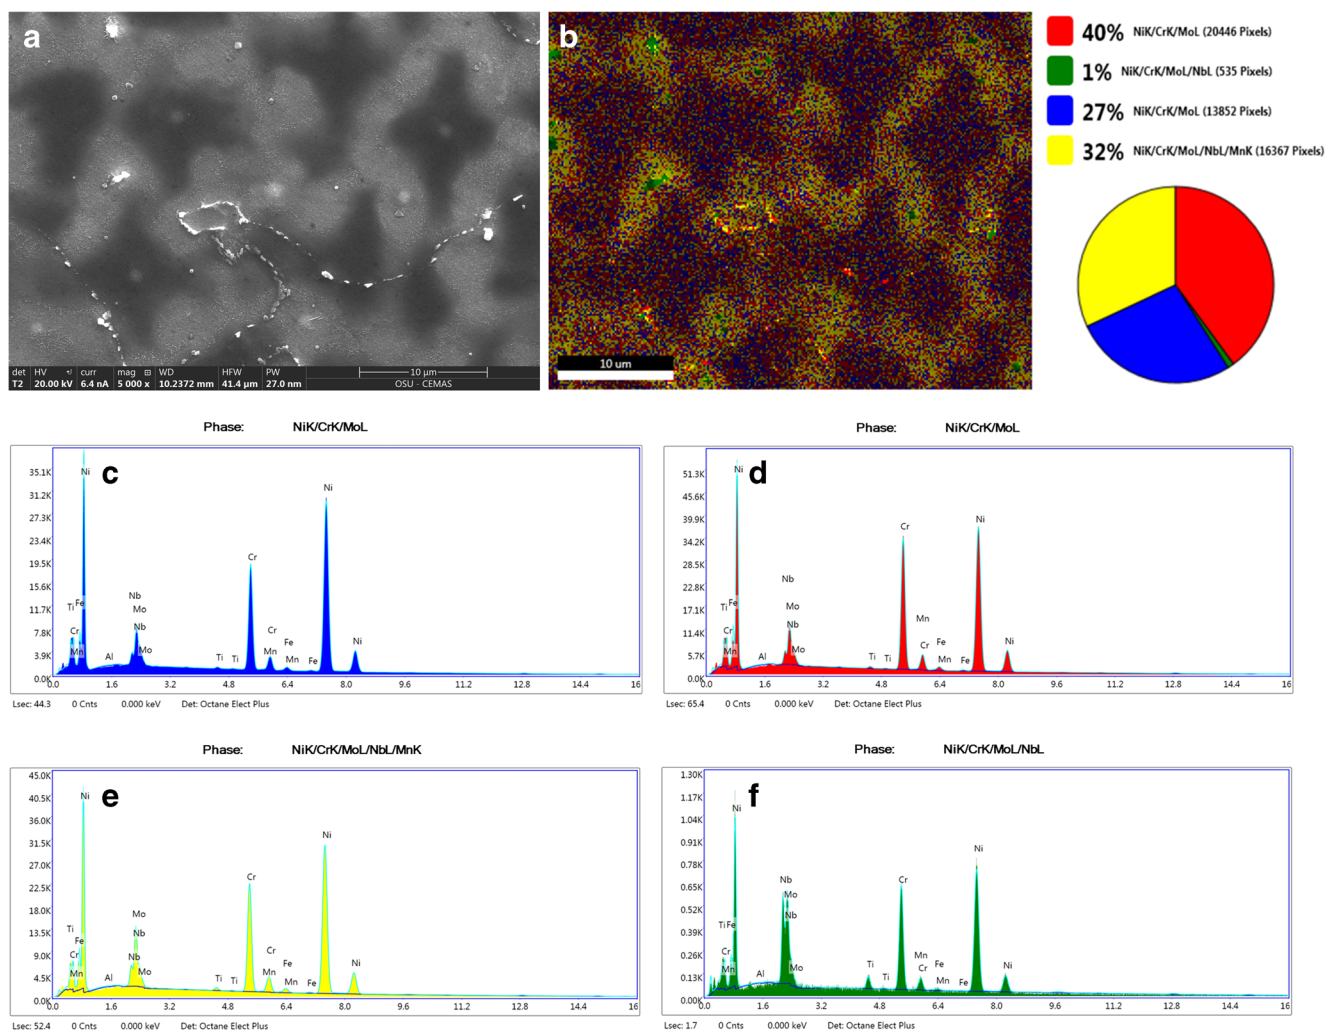 a
det HV curr mag WD HFW PW 10 µm
T2 20.00 kV 6.4 nA 5 000 x 10.2372 mm 41.4 µm 27.0 nm OSU - CEMAS
b
10 um
40% NiK/CrK/MoL (20446 Pixels)
1% NiK/CrK/MoL/NbL (535 Pixels)
27% NiK/CrK/MoL (13852 Pixels)
32% NiK/CrK/MoL/NbL/MnK (16367 Pixels)
Phase: NiK/CrK/MoL
c
35.1K
31.2K
27.3K
23.4K
19.5K
15.6K
11.7K
7.8K
3.9K
0.0K
Ni
Ti Fe
Cr
Mn
Al
Nb
Mo
Nb
Mo
Ti Ti
Cr
Cr
Mn
Fe
Mn
Fe
Ni
Ni
0.0 1.6 3.2 4.8 6.4 8.0 9.6 11.2 12.8 14.4 16
Lsec: 44.3 0 Cnts 0.000 keV Det: Octane Elect Plus
Phase: NiK/CrK/MoL
d
51.3K
45.6K
39.9K
34.2K
28.5K
22.8K
17.1K
11.4K
5.7K
0.0K
Ni
Ti Fe
Cr
Mn
Al
Nb
Mo
Nb
Mo
Ti Ti
Cr
Mn
Cr
Fe
Mn
Fe
Ni
Ni
0.0 1.6 3.2 4.8 6.4 8.0 9.6 11.2 12.8 14.4 16
Lsec: 65.4 0 Cnts 0.000 keV Det: Octane Elect Plus
Phase: NiK/CrK/MoL/NbL/MnK
e
45.0K
40.5K
36.0K
31.5K
27.0K
22.5K
18.0K
13.5K
9.0K
4.5K
0.0K
Ni
Ti
Fe
Cr
Mn
Al
Mo
Nb
Nb
Mo
Ti Ti
Cr
Cr
Mn
Fe
Mn
Fe
Ni
Ni
0.0 1.6 3.2 4.8 6.4 8.0 9.6 11.2 12.8 14.4 16
Lsec: 52.4 0 Cnts 0.000 keV Det: Octane Elect Plus
Phase: NiK/CrK/MoL/NbL
f
1.30K
1.17K
1.04K
0.91K
0.78K
0.65K
0.52K
0.39K
0.26K
0.13K
0.00K
Ni
Ti Fe
Cr
Mn
Al
Nb
Mo
Nb
Mo
Ti Ti
Cr
Mn
Cr
Fe
Mn
Fe
Ni
Ni
0.0 1.6 3.2 4.8 6.4 8.0 9.6 11.2 12.8 14.4 16
Lsec: 1.7 0 Cnts 0.000 keV Det: Octane Elect Plus